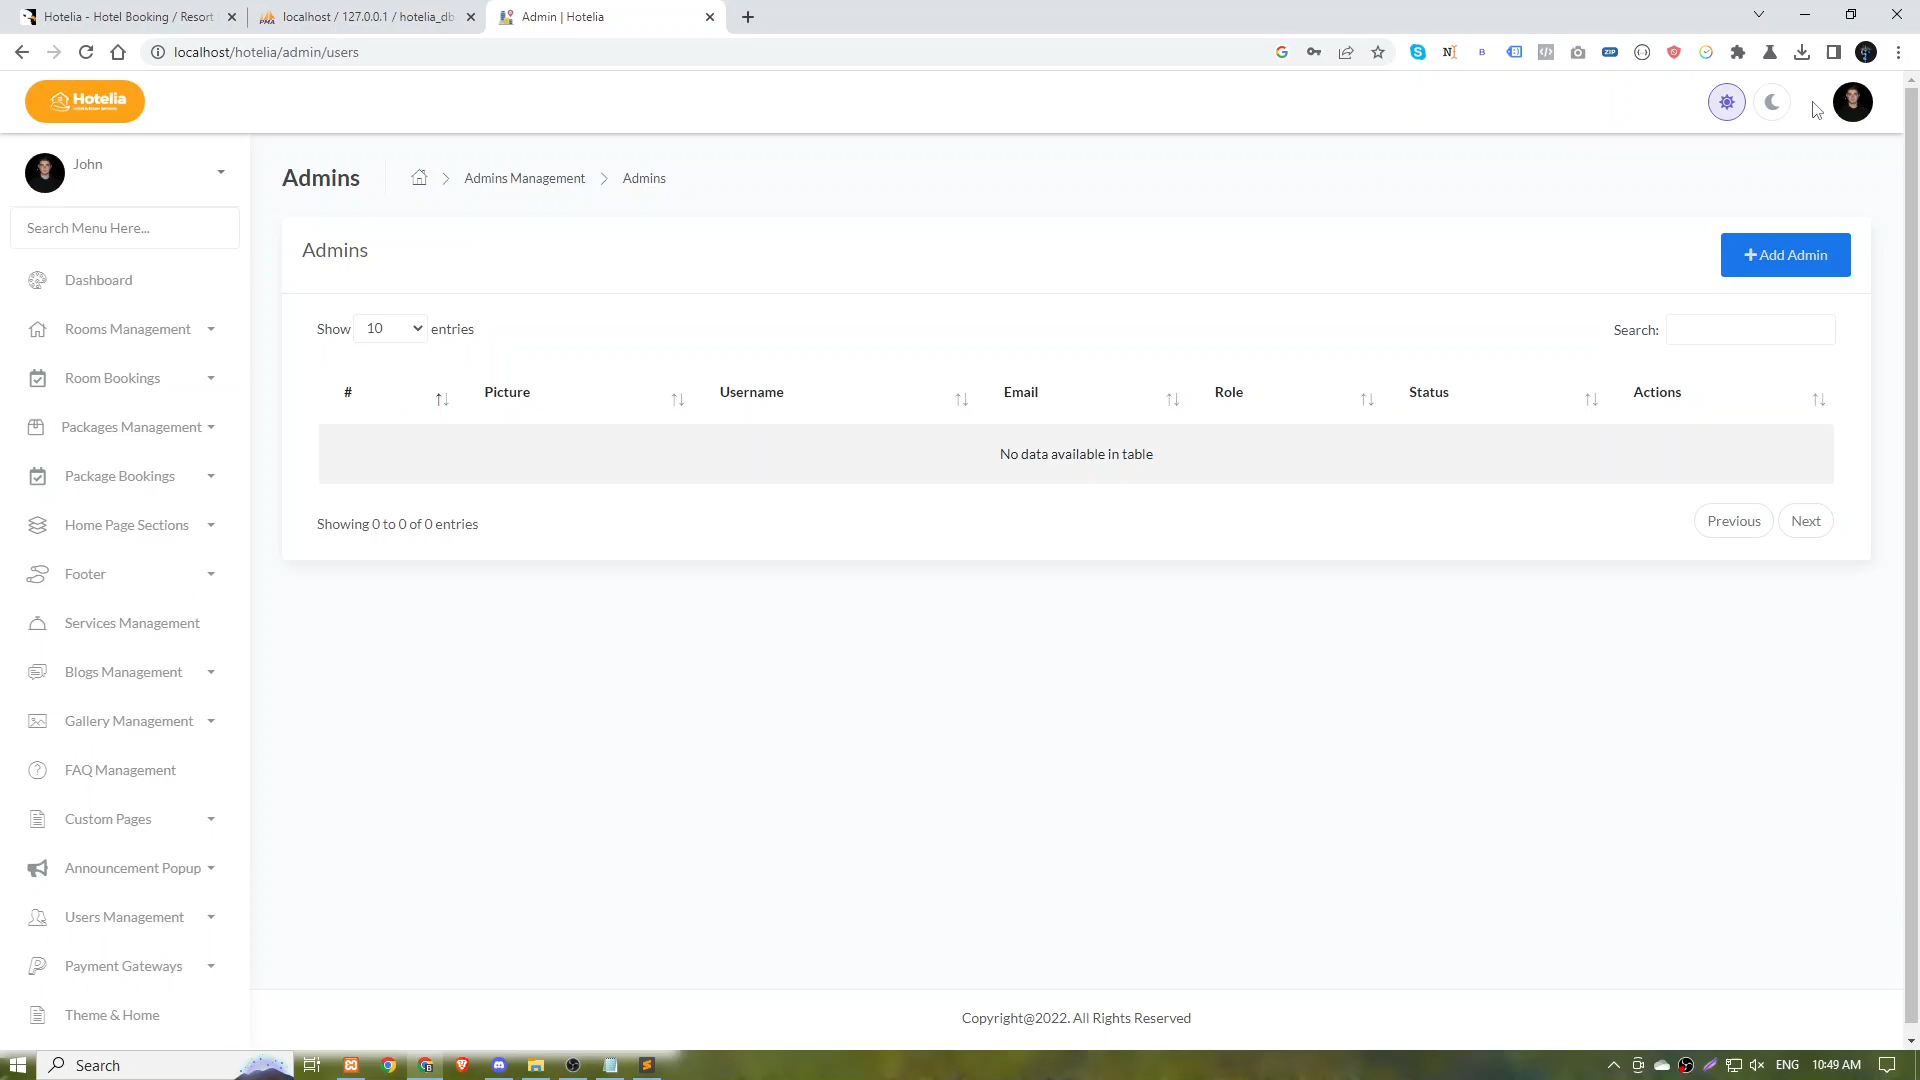 Hotelia - Hotel Booking / Resort
localhost / 127.0.0.1 / hotelia_db
Admin | Hotelia
localhost/hotelia/admin/users
Hotelia
John
Search Menu Here...
Dashboard
Rooms Management
Room Bookings
Packages Management
Package Bookings
Home Page Sections
Footer
Services Management
Blogs Management
Gallery Management
FAQ Management
Custom Pages
Announcement Popup
Users Management
Payment Gateways
Theme & Home
Admins
Admins Management
Admins
Admins
Add Admin
Show 10 entries
Search:
# Picture Username Email Role Status Actions
No data available in table
Showing 0 to 0 of 0 entries
Previous Next
Copyright@2022. All Rights Reserved
Search
ENG 10:49 AM